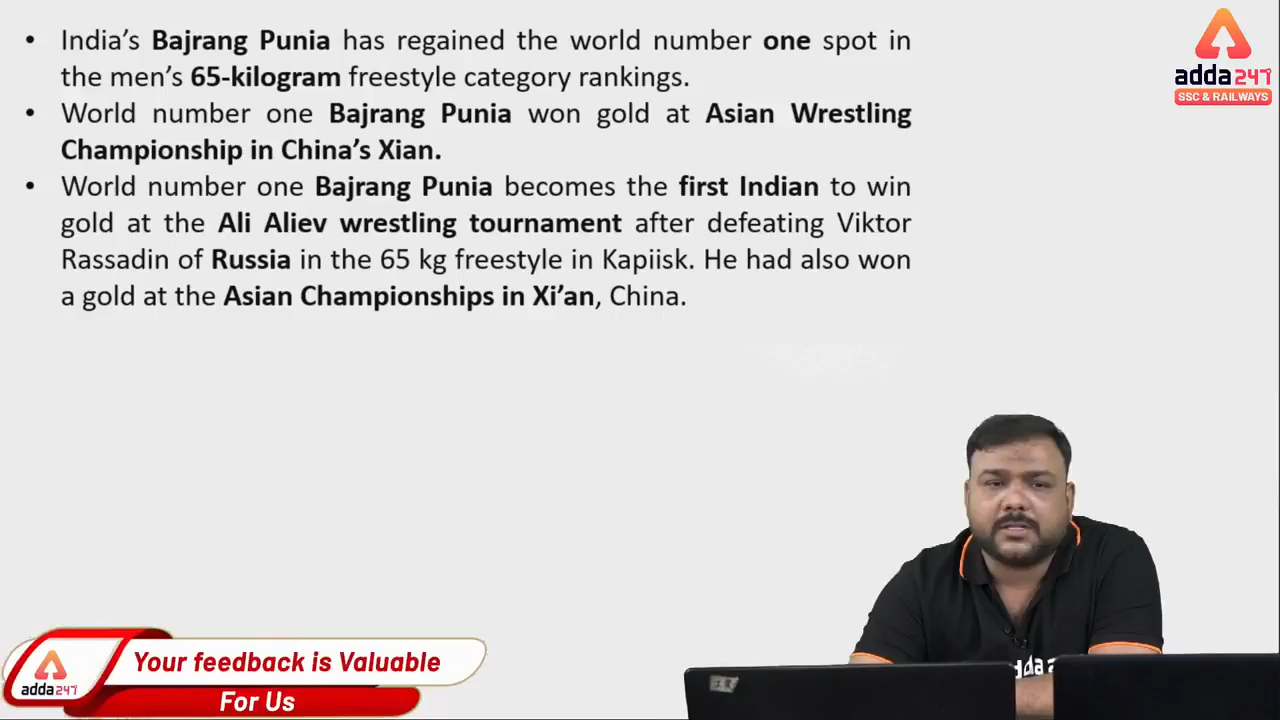 • India's Bajrang Punia has regained the world number one spot in
the men's 65-kilogram freestyle category rankings.
• World number one Bajrang Punia won gold at Asian Wrestling
Championship in China's Xian.
• World number one Bajrang Punia becomes the first Indian to win
gold at the Ali Aliev wrestling tournament after defeating Viktor
Rassadin of Russia in the 65 kg freestyle in Kapiisk. He had also won
a gold at the Asian Championships in Xi'an, China.
adda247
SSC & RAILWAYS
adda247
Your feedback is Valuable
For Us